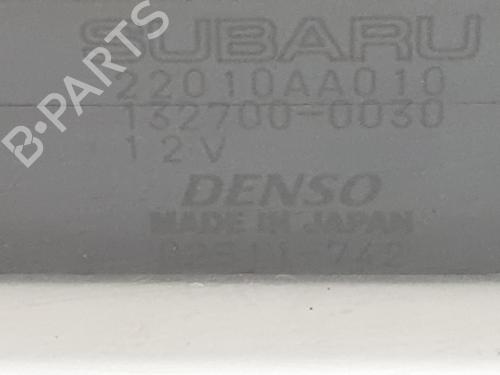 SUBARU
22010AA010
132700-0030
12V
DENSO
MADE IN JAPAN
B-PARTS